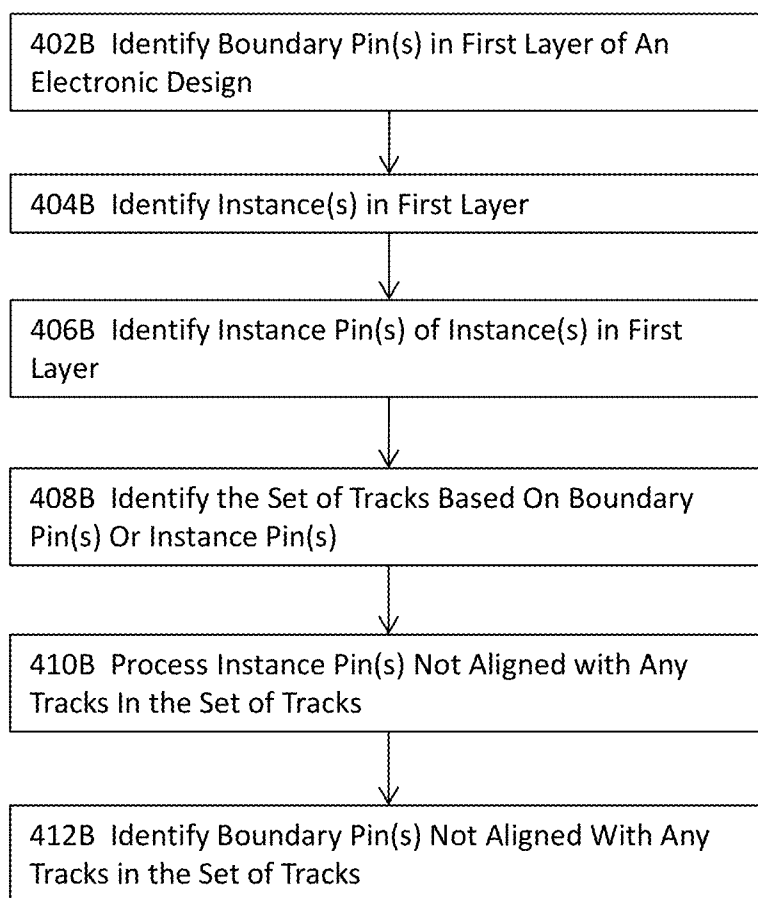 402B Identify Boundary Pin(s) in First Layer of An
Electronic Design
404B Identify Instance(s) in First Layer
406B Identify Instance Pin(s) of Instance(s) in First
Layer
408B Identify the Set of Tracks Based On Boundary
Pin(s) Or Instance Pin(s)
410B Process Instance Pin(s) Not Aligned with Any
Tracks In the Set of Tracks
412B Identify Boundary Pin(s) Not Aligned With Any
Tracks in the Set of Tracks